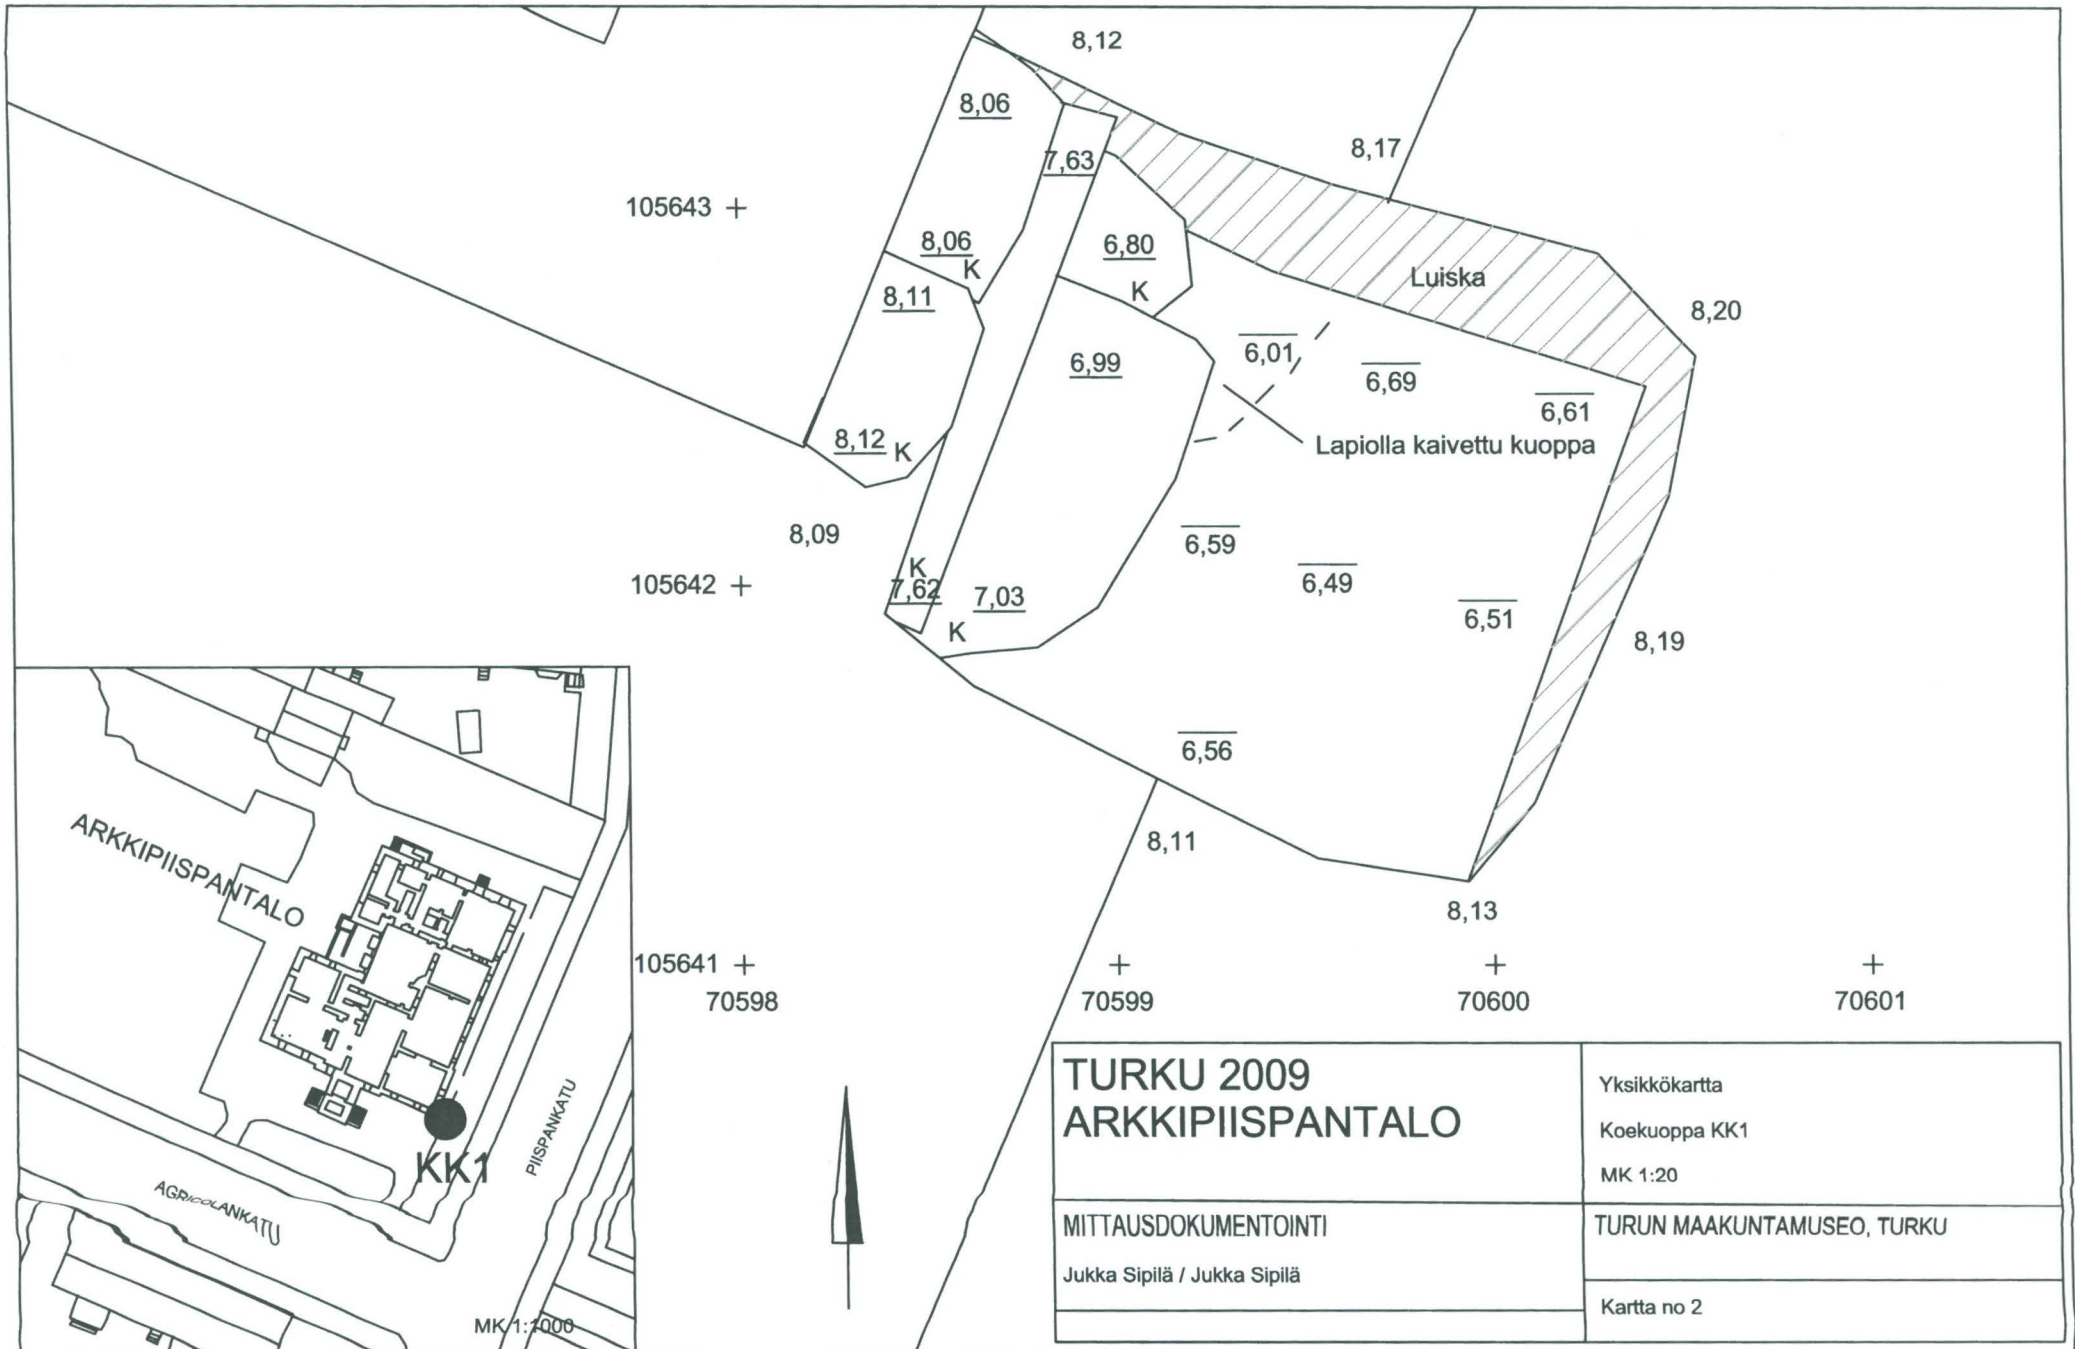 8,12
8,06
8,17
7,63
105643
8,06
6,80
K
Luiska
K
8,11
8,20
6,01
6,99
6,69
6,61
8,12
K
Lapiolla kaivettu kuoppa
8,09
6,59
K
6,49
105642
7,62
7,03
6,51
K
8,19
6,56
8,11
ARKKIPIISPANTALO
8,13
105641
70598
70599
70600
70601
PIISPANKATU
KK1
AGRICOLANKATU
MK 1:1000
TURKU 2009
ARKKIPIISPANTALO
Yksikkökartta
Koekuoppa KK1
MK 1:20
MITTAUSDOKUMENTOINTI
Jukka Sipilä / Jukka Sipilä
TURUN MAAKUNTAMUSEO, TURKU
Kartta no 2